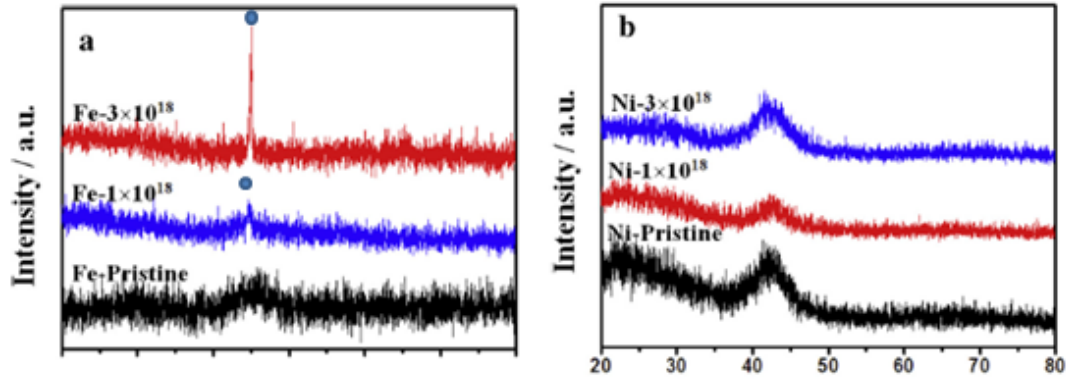 a
Intensity / a.u.
Fe-3×10¹⁸
Fe-1×10¹⁸
Fe-Pristine
b
Intensity / a.u.
Ni-3×10¹⁸
Ni-1×10¹⁸
Ni-Pristine
20 30 40 50 60 70 80